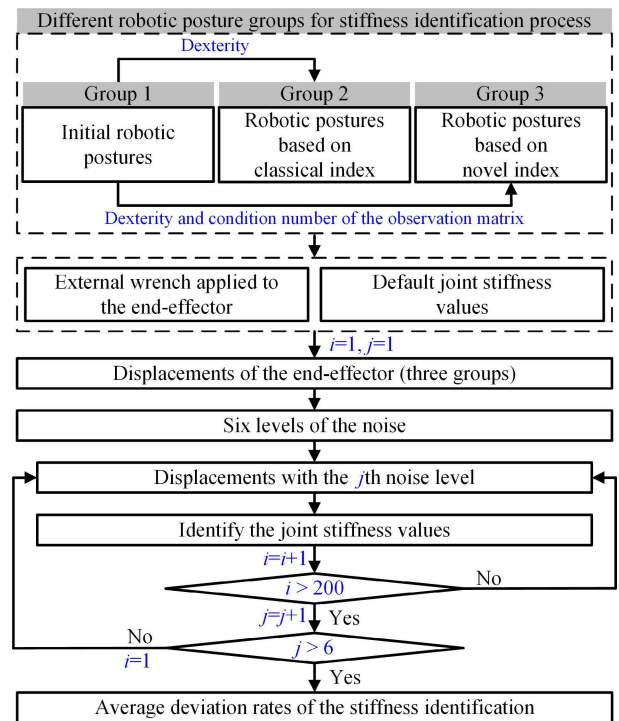 Different robotic posture groups for stiffness identification process
Dexterity
Group 1
Group 2
Group 3
Initial robotic
postures
Robotic postures
based on
classical index
Robotic
postures based on
novel index
Dexterity and condition number of the observation matrix
External wrench applied to
the end-effector
Default joint stiffness
values
i=1, j=1
Displacements of the end-effector (three groups)
Six levels of the noise
Displacements with the jth noise level
Identify the joint stiffness values
i=i+1
i > 200
No
j=j+1
Yes
No
i=1
j > 6
Yes
Average deviation rates of the stiffness identification